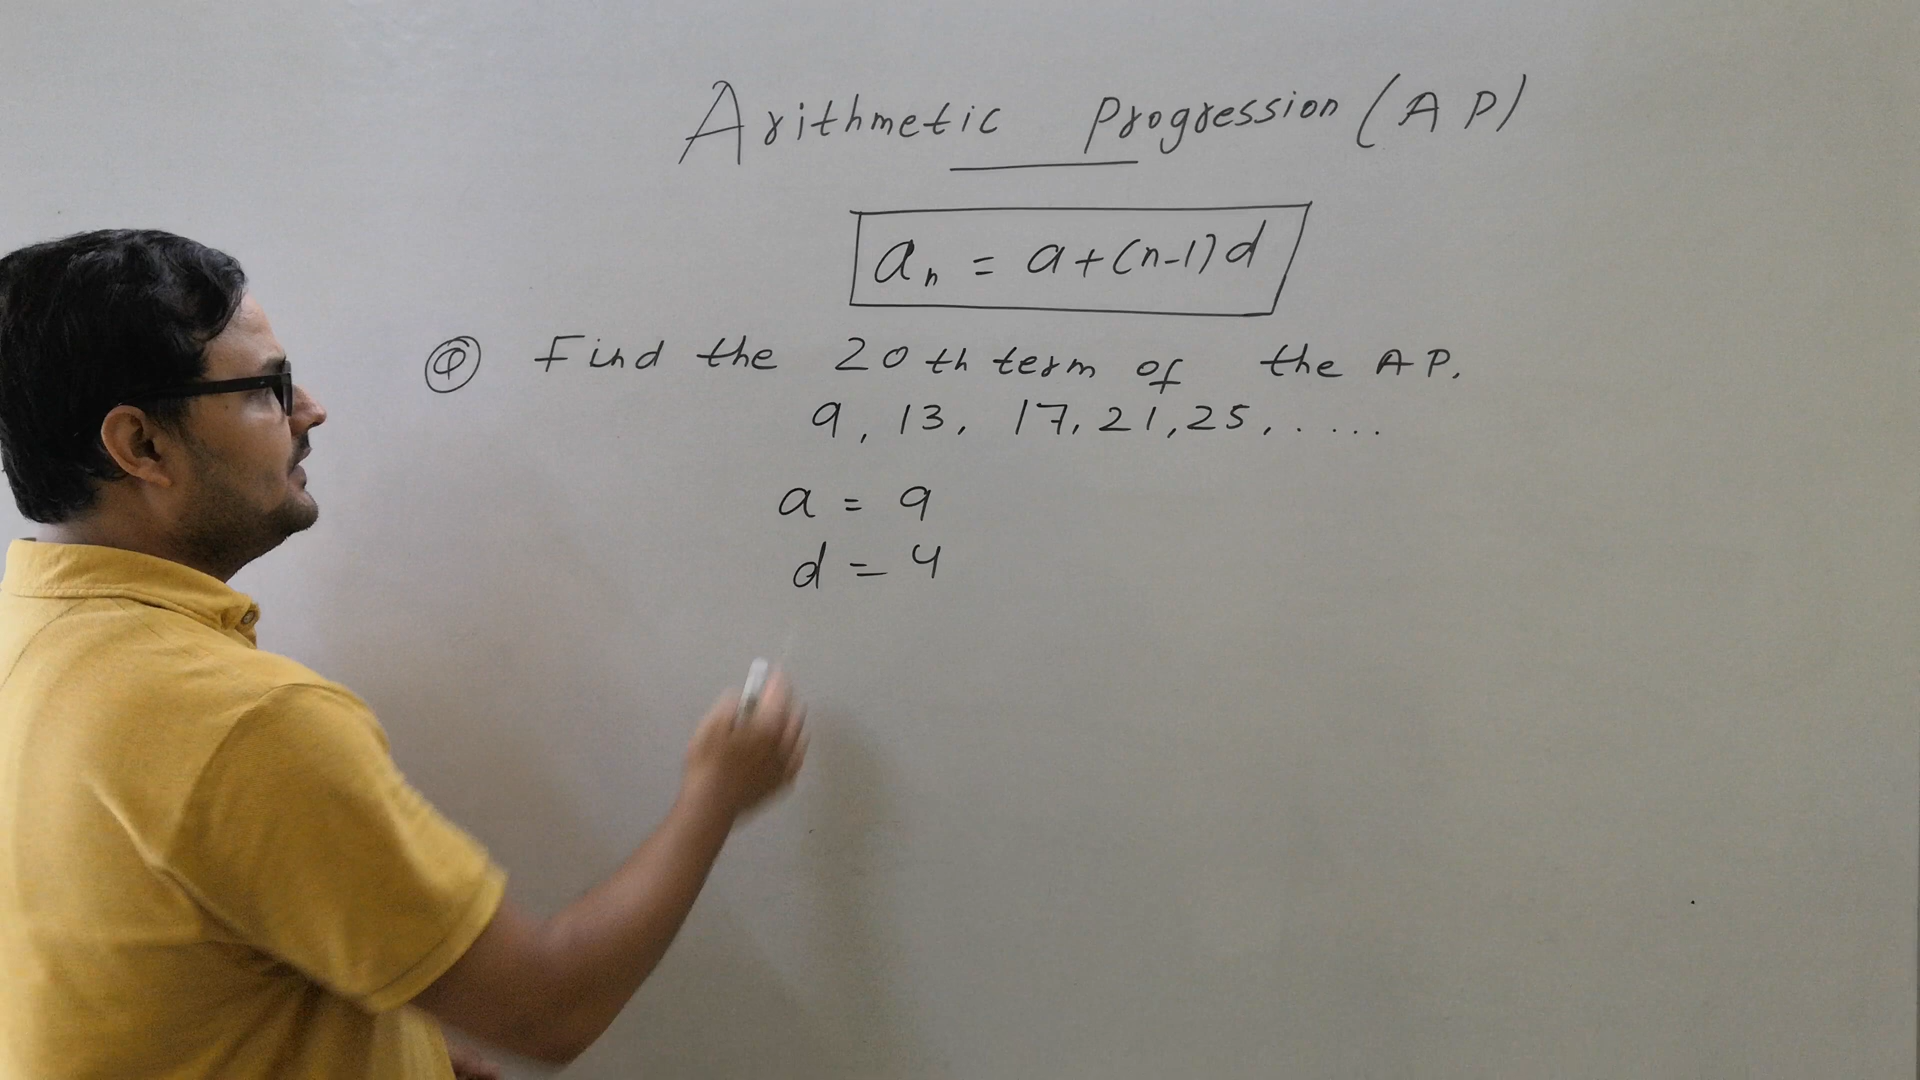 Arithmetic Progression (AP)
aₙ = a+(n-1)d
Q Find the 20th term of the AP.
9, 13, 17, 21, 25, .....
a = 9
d = 4